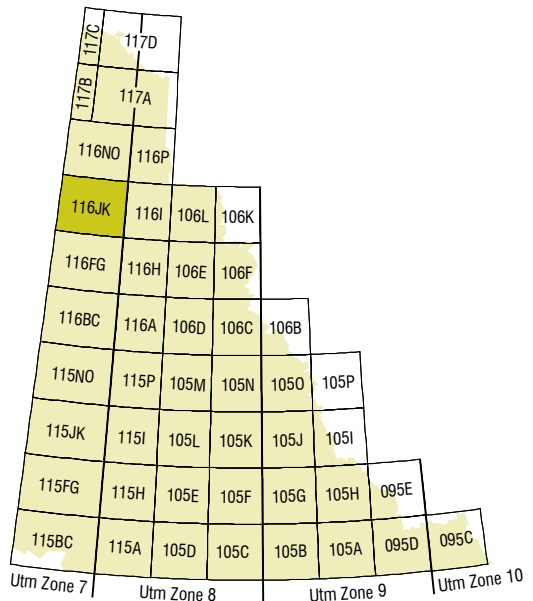 117C
117D
117B
117A
116NO
116P
116JK
116I
106L
106K
116FG
116H
106E
106F
116BC
116A
106D
106C
106B
115NO
115P
105M
105N
105O
105P
115JK
115I
105L
105K
105J
105I
115FG
115H
105E
105F
105G
105H
095E
115BC
115A
105D
105C
105B
105A
095D
095C
Utm Zone 7
Utm Zone 8
Utm Zone 9
Utm Zone 10